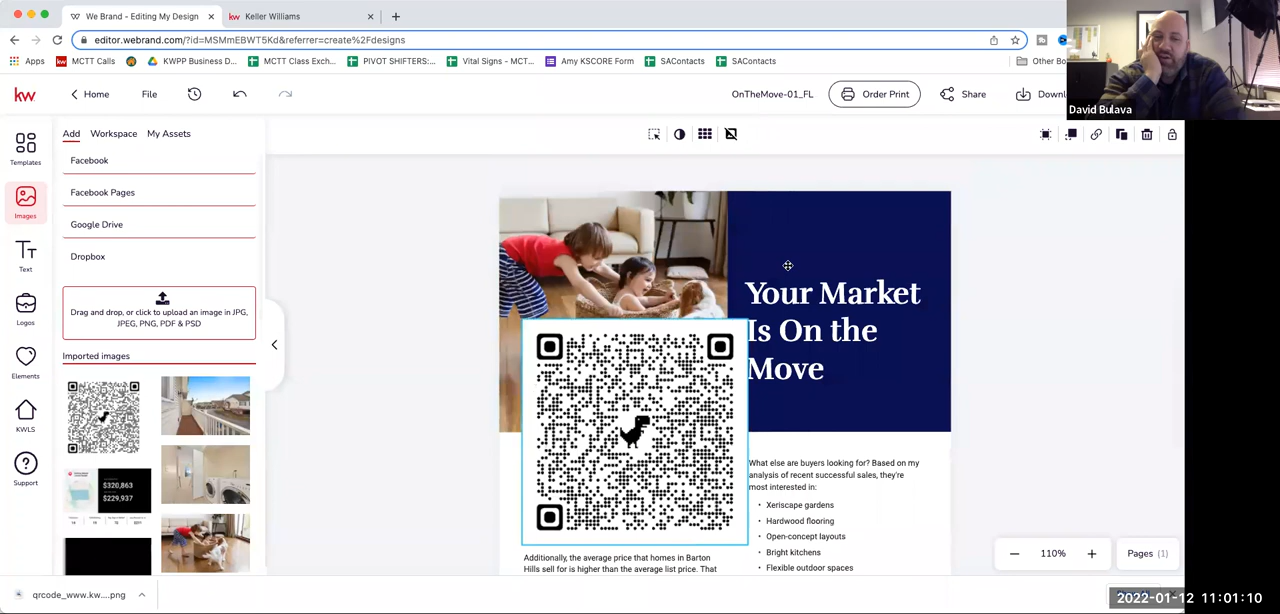 We Brand - Editing My Design
kw Keller Williams
editor.webrand.com/?id=MSMmEBWT5Kd&referrer=create%2Fdesigns
Apps
MCTT Calls
KWPP Business D...
MCTT Class Exch...
PIVOT SHIFTERS:...
Vital Signs - MCT...
Amy KSCORE Form
SAContacts
SAContacts
Other Bo
David Bulava
kw
Home
File
OnTheMove-01_FL
Order Print
Share
Downl
Templates
Images
Text
Logos
Elements
KWLS
Support
Add
Workspace
My Assets
Facebook
Facebook Pages
Google Drive
Dropbox
Drag and drop, or click to upload an image in JPG,
JPEG, PNG, PDF & PSD
Imported images
$320,863
$229,937
Your Market
Is On the
Move
What else are buyers looking for? Based on my
analysis of recent successful sales, they're
most interested in:
• Xeriscape gardens
• Hardwood flooring
• Open-concept layouts
• Bright kitchens
• Flexible outdoor spaces
Additionally, the average price that homes in Barton
Hills sell for is higher than the average list price. That
110%
Pages (1)
qrcode_www.kw....png
2022-01-12 11:01:10